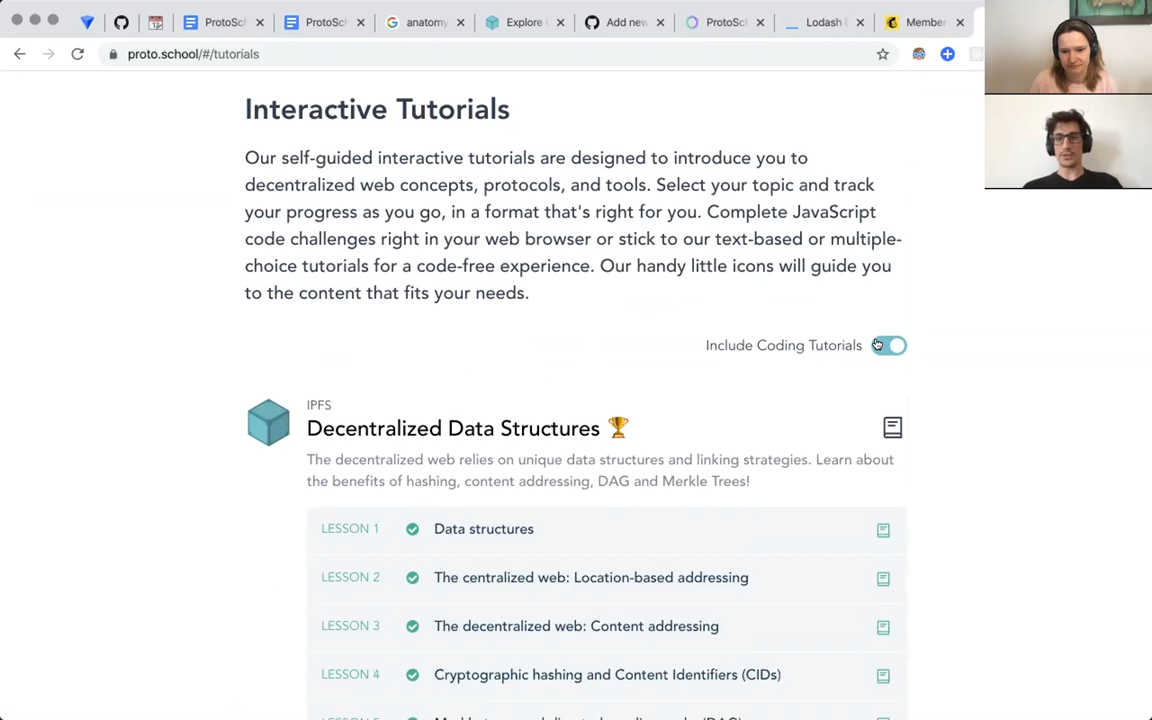 ProtoSch
ProtoSch
anatomy
Explore
Add new
ProtoSch
Lodash
Member
proto.school/#/tutorials
Interactive Tutorials
Our self-guided interactive tutorials are designed to introduce you to
decentralized web concepts, protocols, and tools. Select your topic and track
your progress as you go, in a format that's right for you. Complete JavaScript
code challenges right in your web browser or stick to our text-based or multiple-
choice tutorials for a code-free experience. Our handy little icons will guide you
to the content that fits your needs.
Include Coding Tutorials
IPFS
Decentralized Data Structures 🏆
The decentralized web relies on unique data structures and linking strategies. Learn about
the benefits of hashing, content addressing, DAG and Merkle Trees!
LESSON 1 Data structures
LESSON 2 The centralized web: Location-based addressing
LESSON 3 The decentralized web: Content addressing
LESSON 4 Cryptographic hashing and Content Identifiers (CIDs)